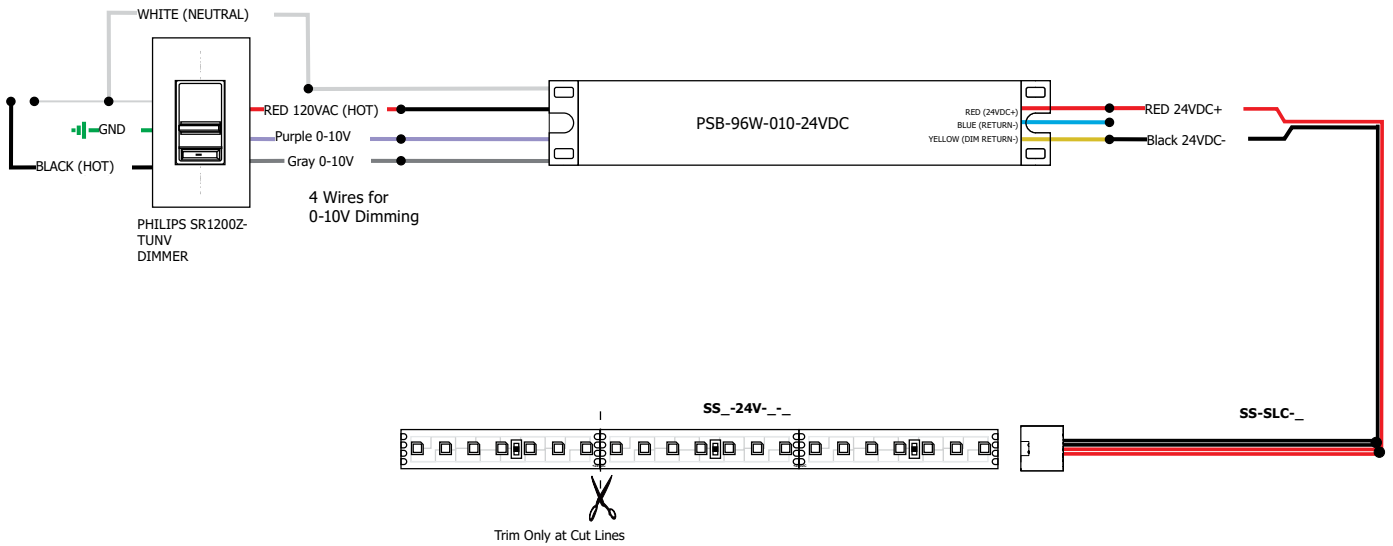 WHITE (NEUTRAL)
RED 120VAC (HOT)
GND
Purple 0-10V
BLACK (HOT)
Gray 0-10V
4 Wires for
0-10V Dimming
PHILIPS SR1200Z-
TUNV
DIMMER
PSB-96W-010-24VDC
RED (24VDC+)
BLUE (RETURN-)
YELLOW (DIM RETURN-)
RED 24VDC+
Black 24VDC-
SS_-24V-_-_
SS-SLC-_
Trim Only at Cut Lines